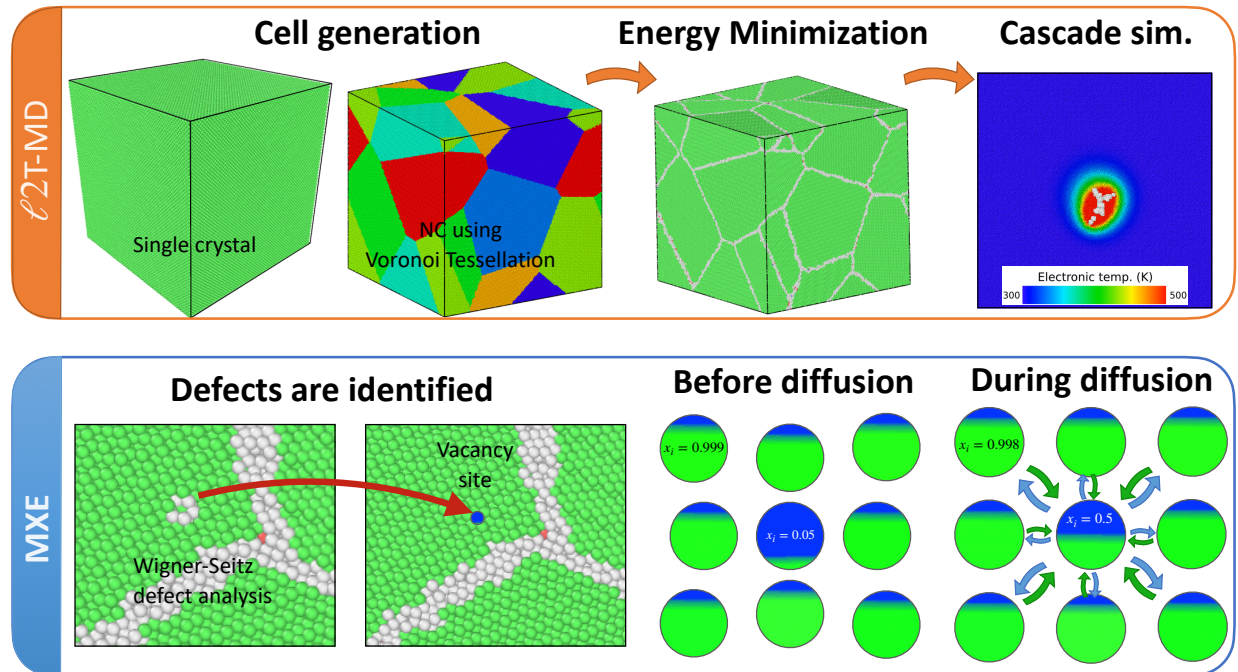 ℓ2T-MD
Cell generation
Energy Minimization
Cascade sim.
Single crystal
NC using
Voronoi Tessellation
Electronic temp. (K)
300
500
MXE
Defects are identified
Before diffusion
During diffusion
Vacancy
site
Wigner-Seitz
defect analysis
x_i = 0.999
x_i = 0.05
x_i = 0.998
x_i = 0.5